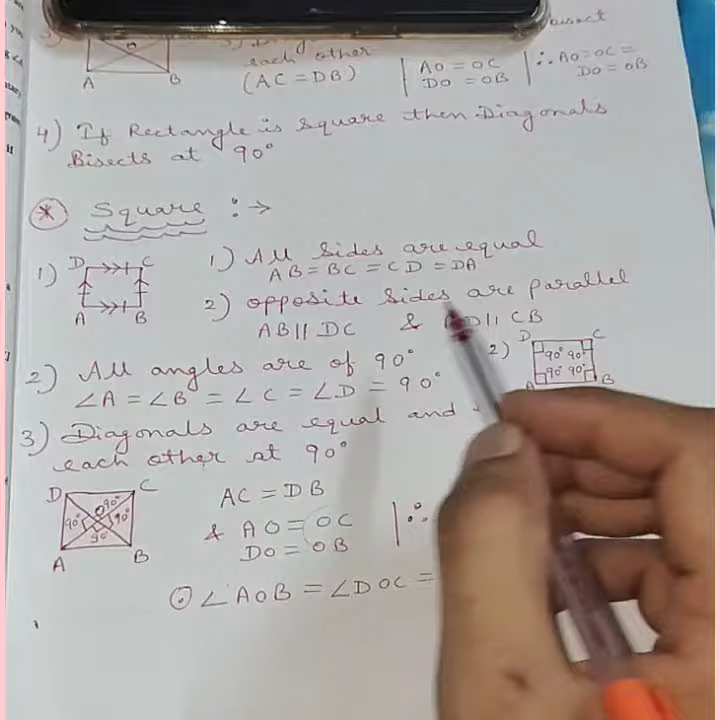 each other
(AC = DB)
AO = OC
DO = OB
∴ AO = OC =
DO = OB
A B
4) If Rectangle is square then Diagonals
Bisects at 90°
* Square :→
1) D C
A B
1) All sides are equal
AB = BC = CD = DA
2) opposite sides are parallel
AB || DC & D || CB
2) All angles are of 90°
∠A = ∠B = ∠C = ∠D = 90°
2) D C
90° 90°
90° 90°
B
3) Diagonals are equal and
each other at 90°
D C
90°
90° O 90°
90°
A B
AC = DB
& AO = OC
DO = OB
∴
∠AOB = ∠DOC =